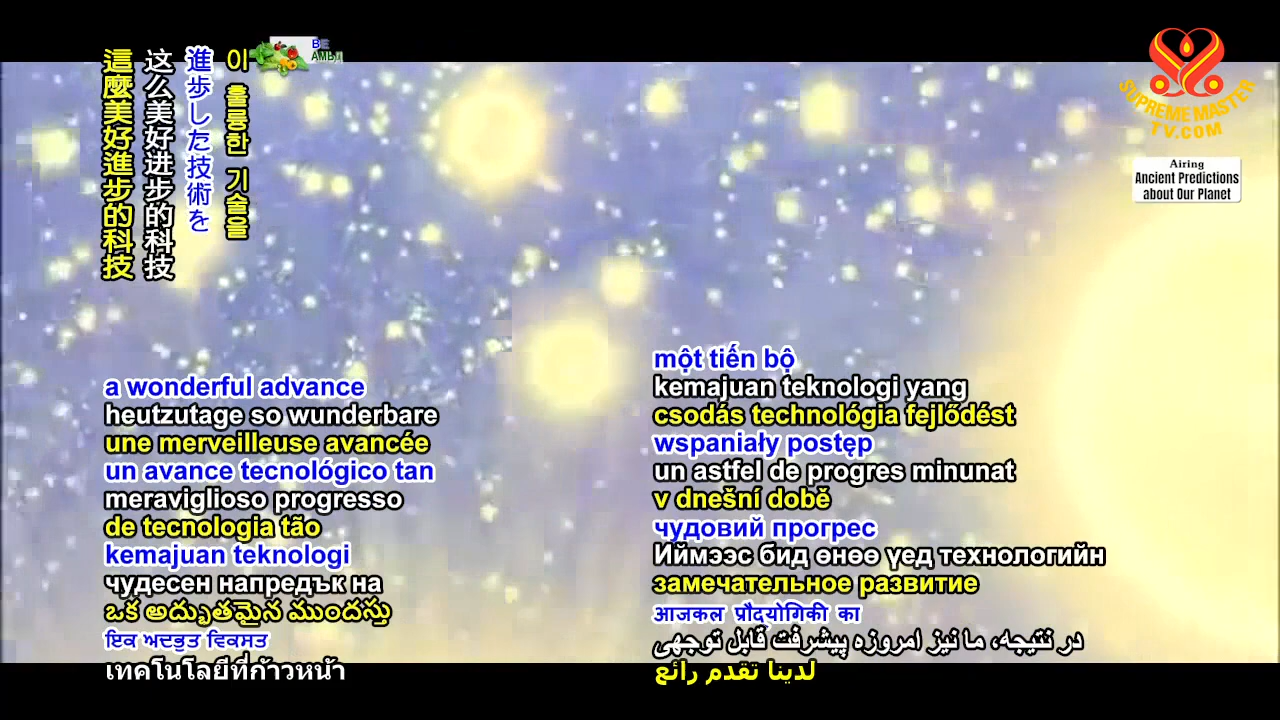 이 훌륭한 기술을
進歩した技術を
这么美好进步的科技
這麼美好進步的科技
BE
SUPREME MASTER
TV.COM
Airing
Ancient Predictions
about Our Planet
a wonderful advance
heutzutage so wunderbare
une merveilleuse avancée
un avance tecnológico tan
meraviglioso progresso
de tecnologia tão
kemajuan teknologi
чудесен напредък на
ఒక అద్భుతమైన ముందస్తు
ਇਕ ਅਦਭੁਤ ਵਿਕਸਤ
เทคโนโลยีที่ก้าวหน้า
một tiến bộ
kemajuan teknologi yang
csodás technológia fejlődést
wspaniały postęp
un astfel de progres minunat
v dnešní době
чудовий прогрес
Иймээс бид өнөө үед технологийн
замечательное развитие
आजकल प्रौद्योगिकी का
در نتیجه، ما نیز امروزه پیشرفت قابل توجهی
لدينا تقدم رائع